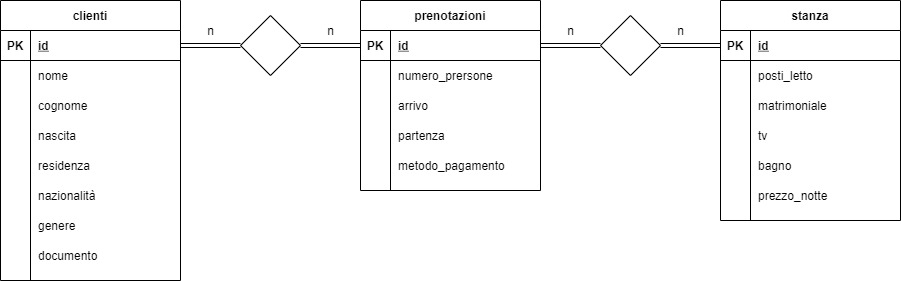 clienti
PK id
nome
cognome
nascita
residenza
nazionalità
genere
documento
n
n
prenotazioni
PK id
numero_prersone
arrivo
partenza
metodo_pagamento
n
n
stanza
PK id
posti_letto
matrimoniale
tv
bagno
prezzo_notte